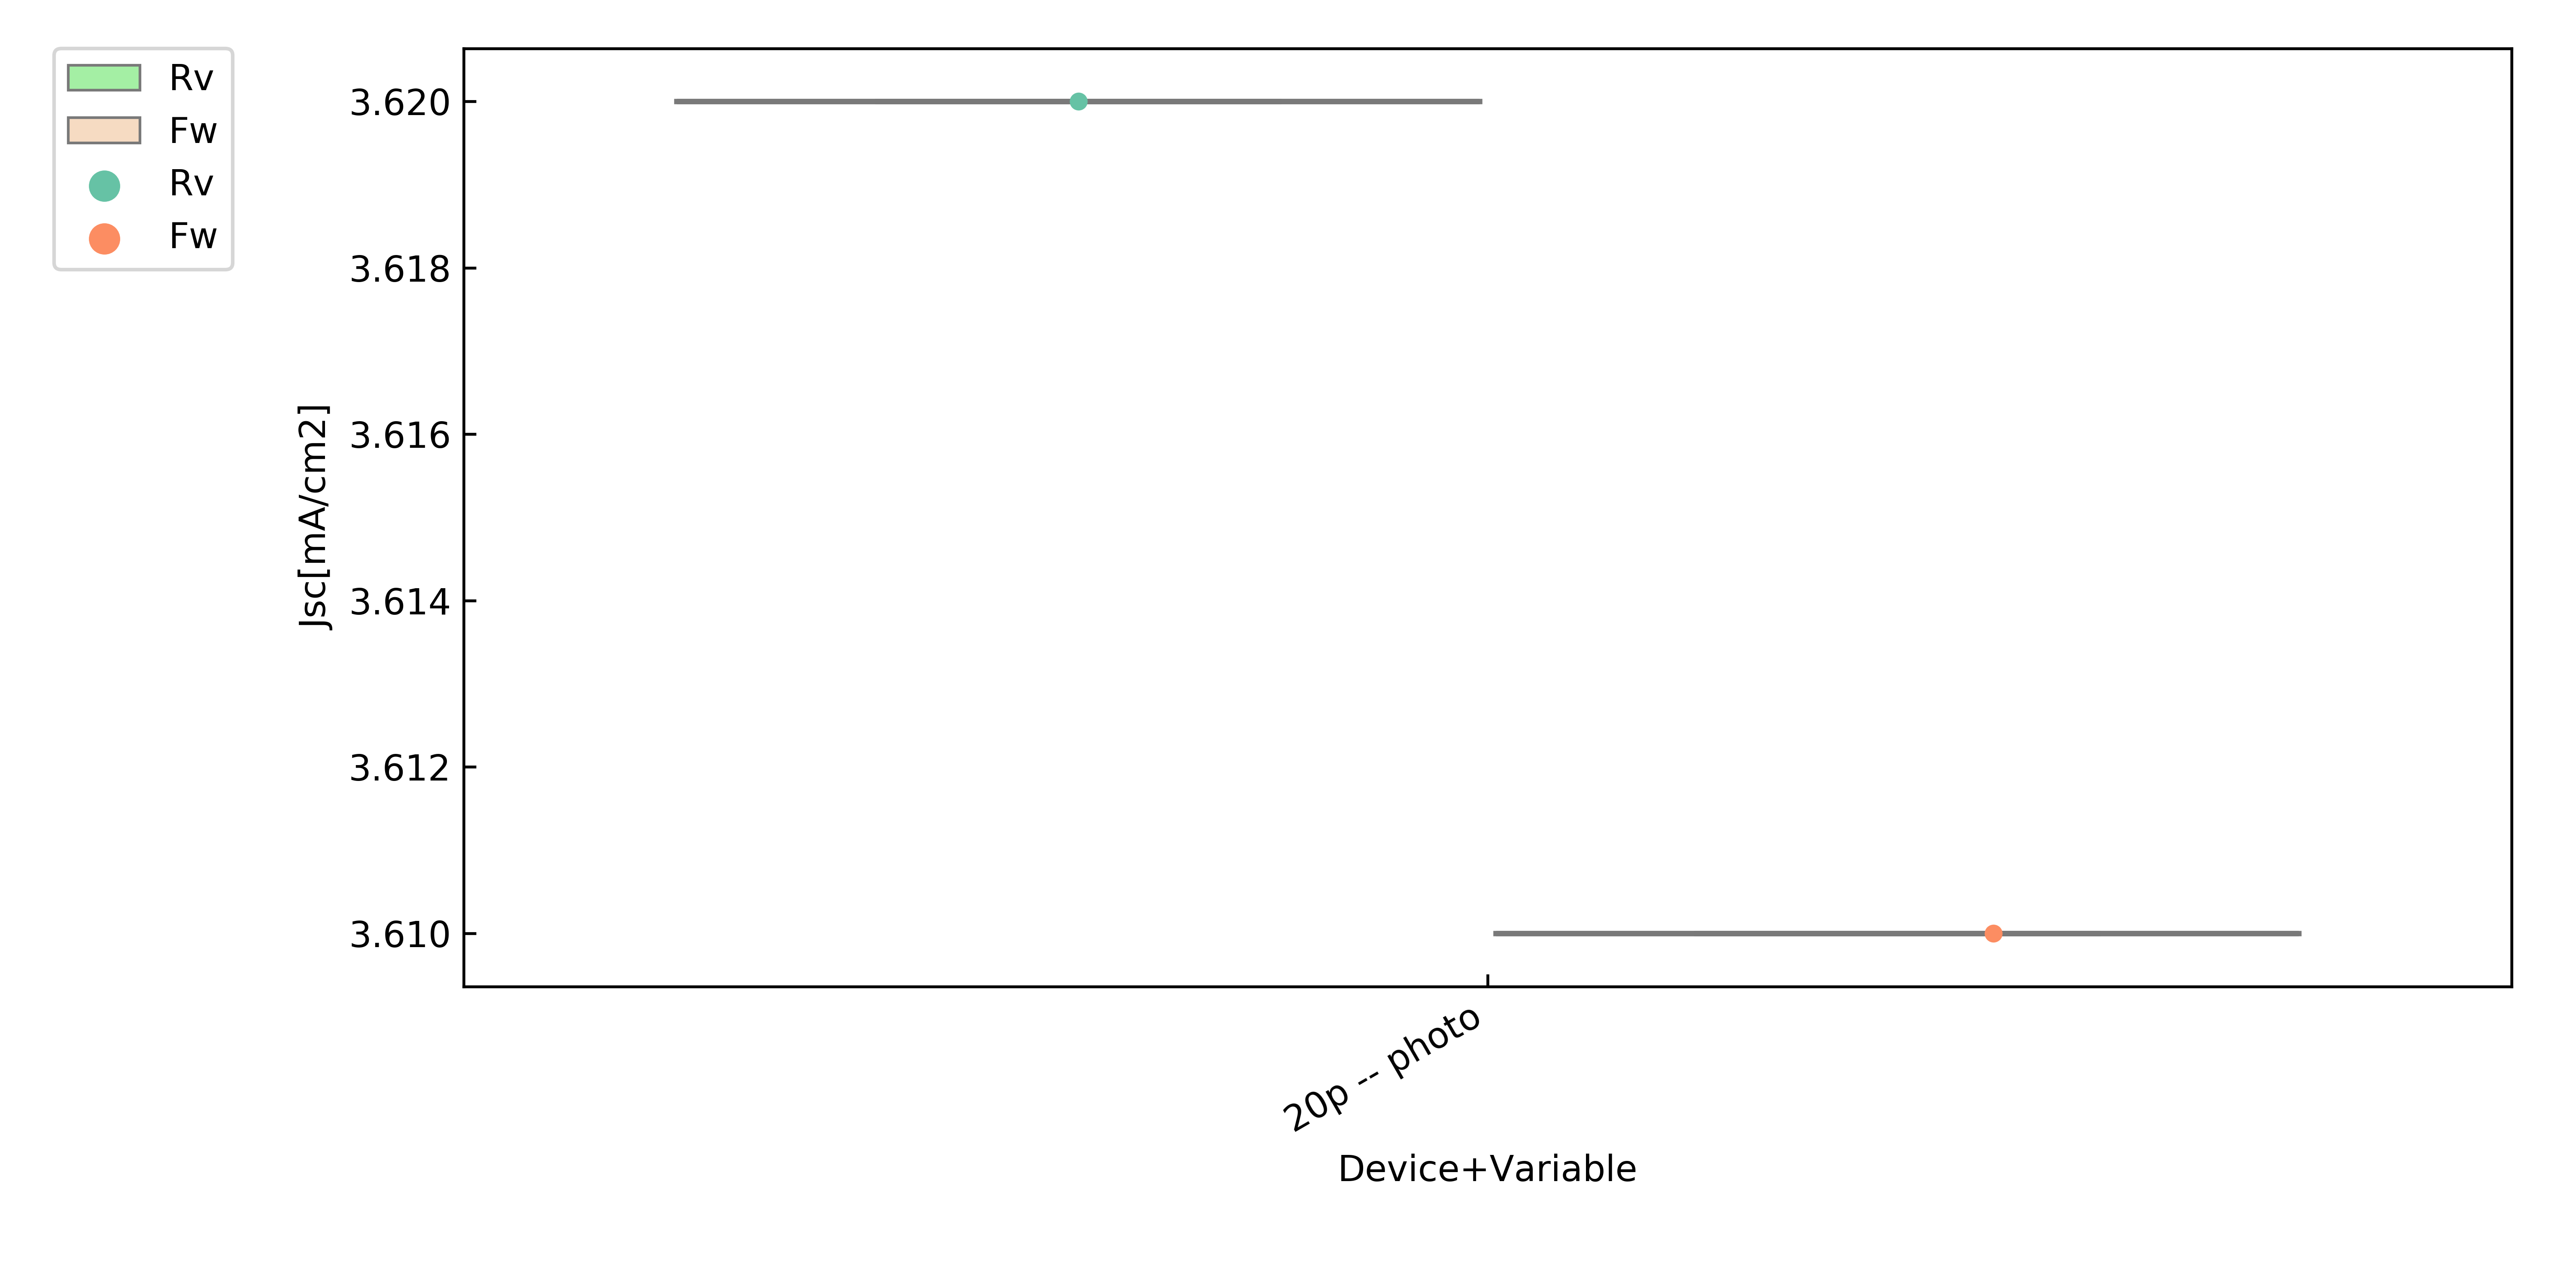 Rv
Fw
Rv
Fw
3.620
3.618
3.616
3.614
3.612
3.610
Jsc[mA/cm2]
20p -- photo
Device+Variable